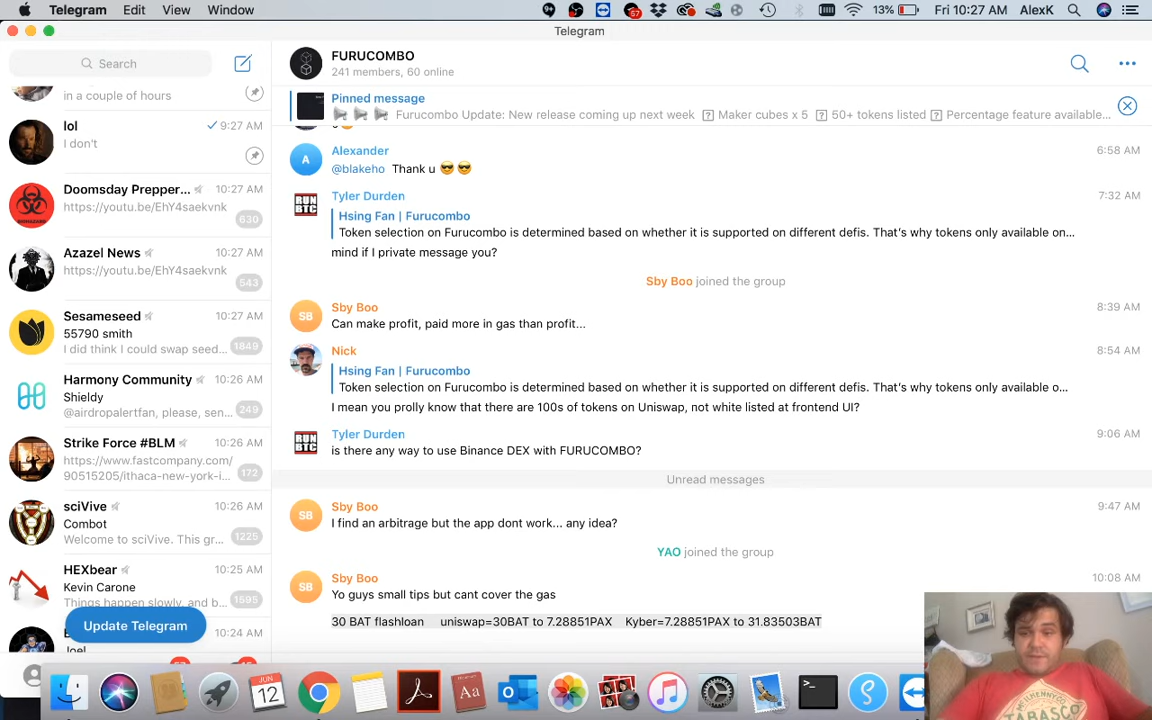 Telegram Edit View Window
57
13% Fri 10:27 AM AlexK
Telegram
Search
in a couple of hours
lol 9:27 AM
I don't
Doomsday Prepper... 10:27 AM
https://youtu.be/EhY4saekvnk
630
Azazel News 10:27 AM
https://youtu.be/EhY4saekvnk
543
Sesameseed 10:27 AM
55790 smith
I did think I could swap seed... 1849
Harmony Community 10:26 AM
Shieldy
@airdropalertfan, please, sen... 249
Strike Force #BLM 10:26 AM
https://www.fastcompany.com/
90515205/ithaca-new-york-i... 172
sciVive 10:26 AM
Combot
Welcome to sciVive. This gr... 1225
HEXbear 10:25 AM
Kevin Carone
Things happen slowly, and b... 1595
Update Telegram
10:24 AM
Joel
FURUCOMBO
241 members, 60 online
Pinned message
Furucombo Update: New release coming up next week ? Maker cubes x 5 ? 50+ tokens listed ? Percentage feature available...
A
Alexander 6:58 AM
@blakeho Thank u
RUN
BTC
Tyler Durden 7:32 AM
Hsing Fan | Furucombo
Token selection on Furucombo is determined based on whether it is supported on different defis. That's why tokens only available on...
mind if I private message you?
Sby Boo joined the group
SB
Sby Boo 8:39 AM
Can make profit, paid more in gas than profit...
Nick 8:54 AM
Hsing Fan | Furucombo
Token selection on Furucombo is determined based on whether it is supported on different defis. That's why tokens only available o...
I mean you prolly know that there are 100s of tokens on Uniswap, not white listed at frontend UI?
RUN
BTC
Tyler Durden 9:06 AM
is there any way to use Binance DEX with FURUCOMBO?
Unread messages
SB
Sby Boo 9:47 AM
I find an arbitrage but the app dont work... any idea?
YAO joined the group
SB
Sby Boo 10:08 AM
Yo guys small tips but cant cover the gas
30 BAT flashloan uniswap=30BAT to 7.28851PAX Kyber=7.28851PAX to 31.83503BAT
JUN
12
Aa
TABASCO